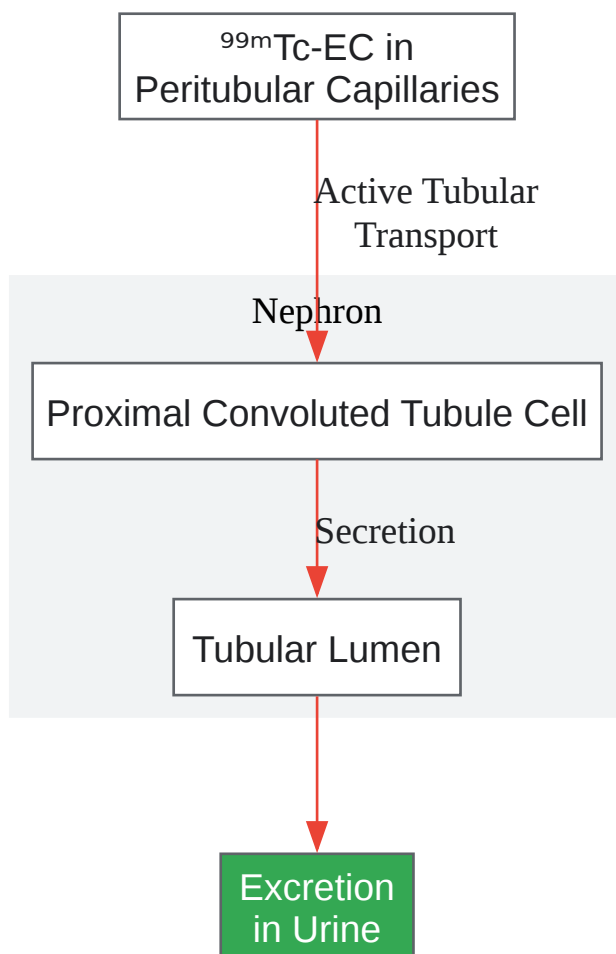 ⁹⁹ᵐTc-EC in
Peritubular Capillaries
Active Tubular
Transport
Nephron
Proximal Convoluted Tubule Cell
Secretion
Tubular Lumen
Excretion
in Urine